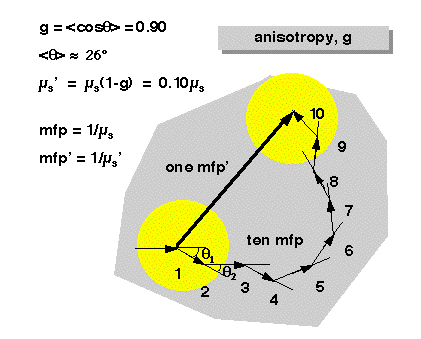 g = <cosθ> = 0.90
anisotropy, g
<θ> ≈ 26°
μs' = μs(1-g) = 0.10μs
mfp = 1/μs
mfp' = 1/μs'
one mfp'
ten mfp
θ1
θ2
1
2
3
4
5
6
7
8
9
10